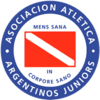 ASOCIACION ATLETICA
MENS SANA
IN
CORPORE SANO
ARGENTINOS JUNIORS